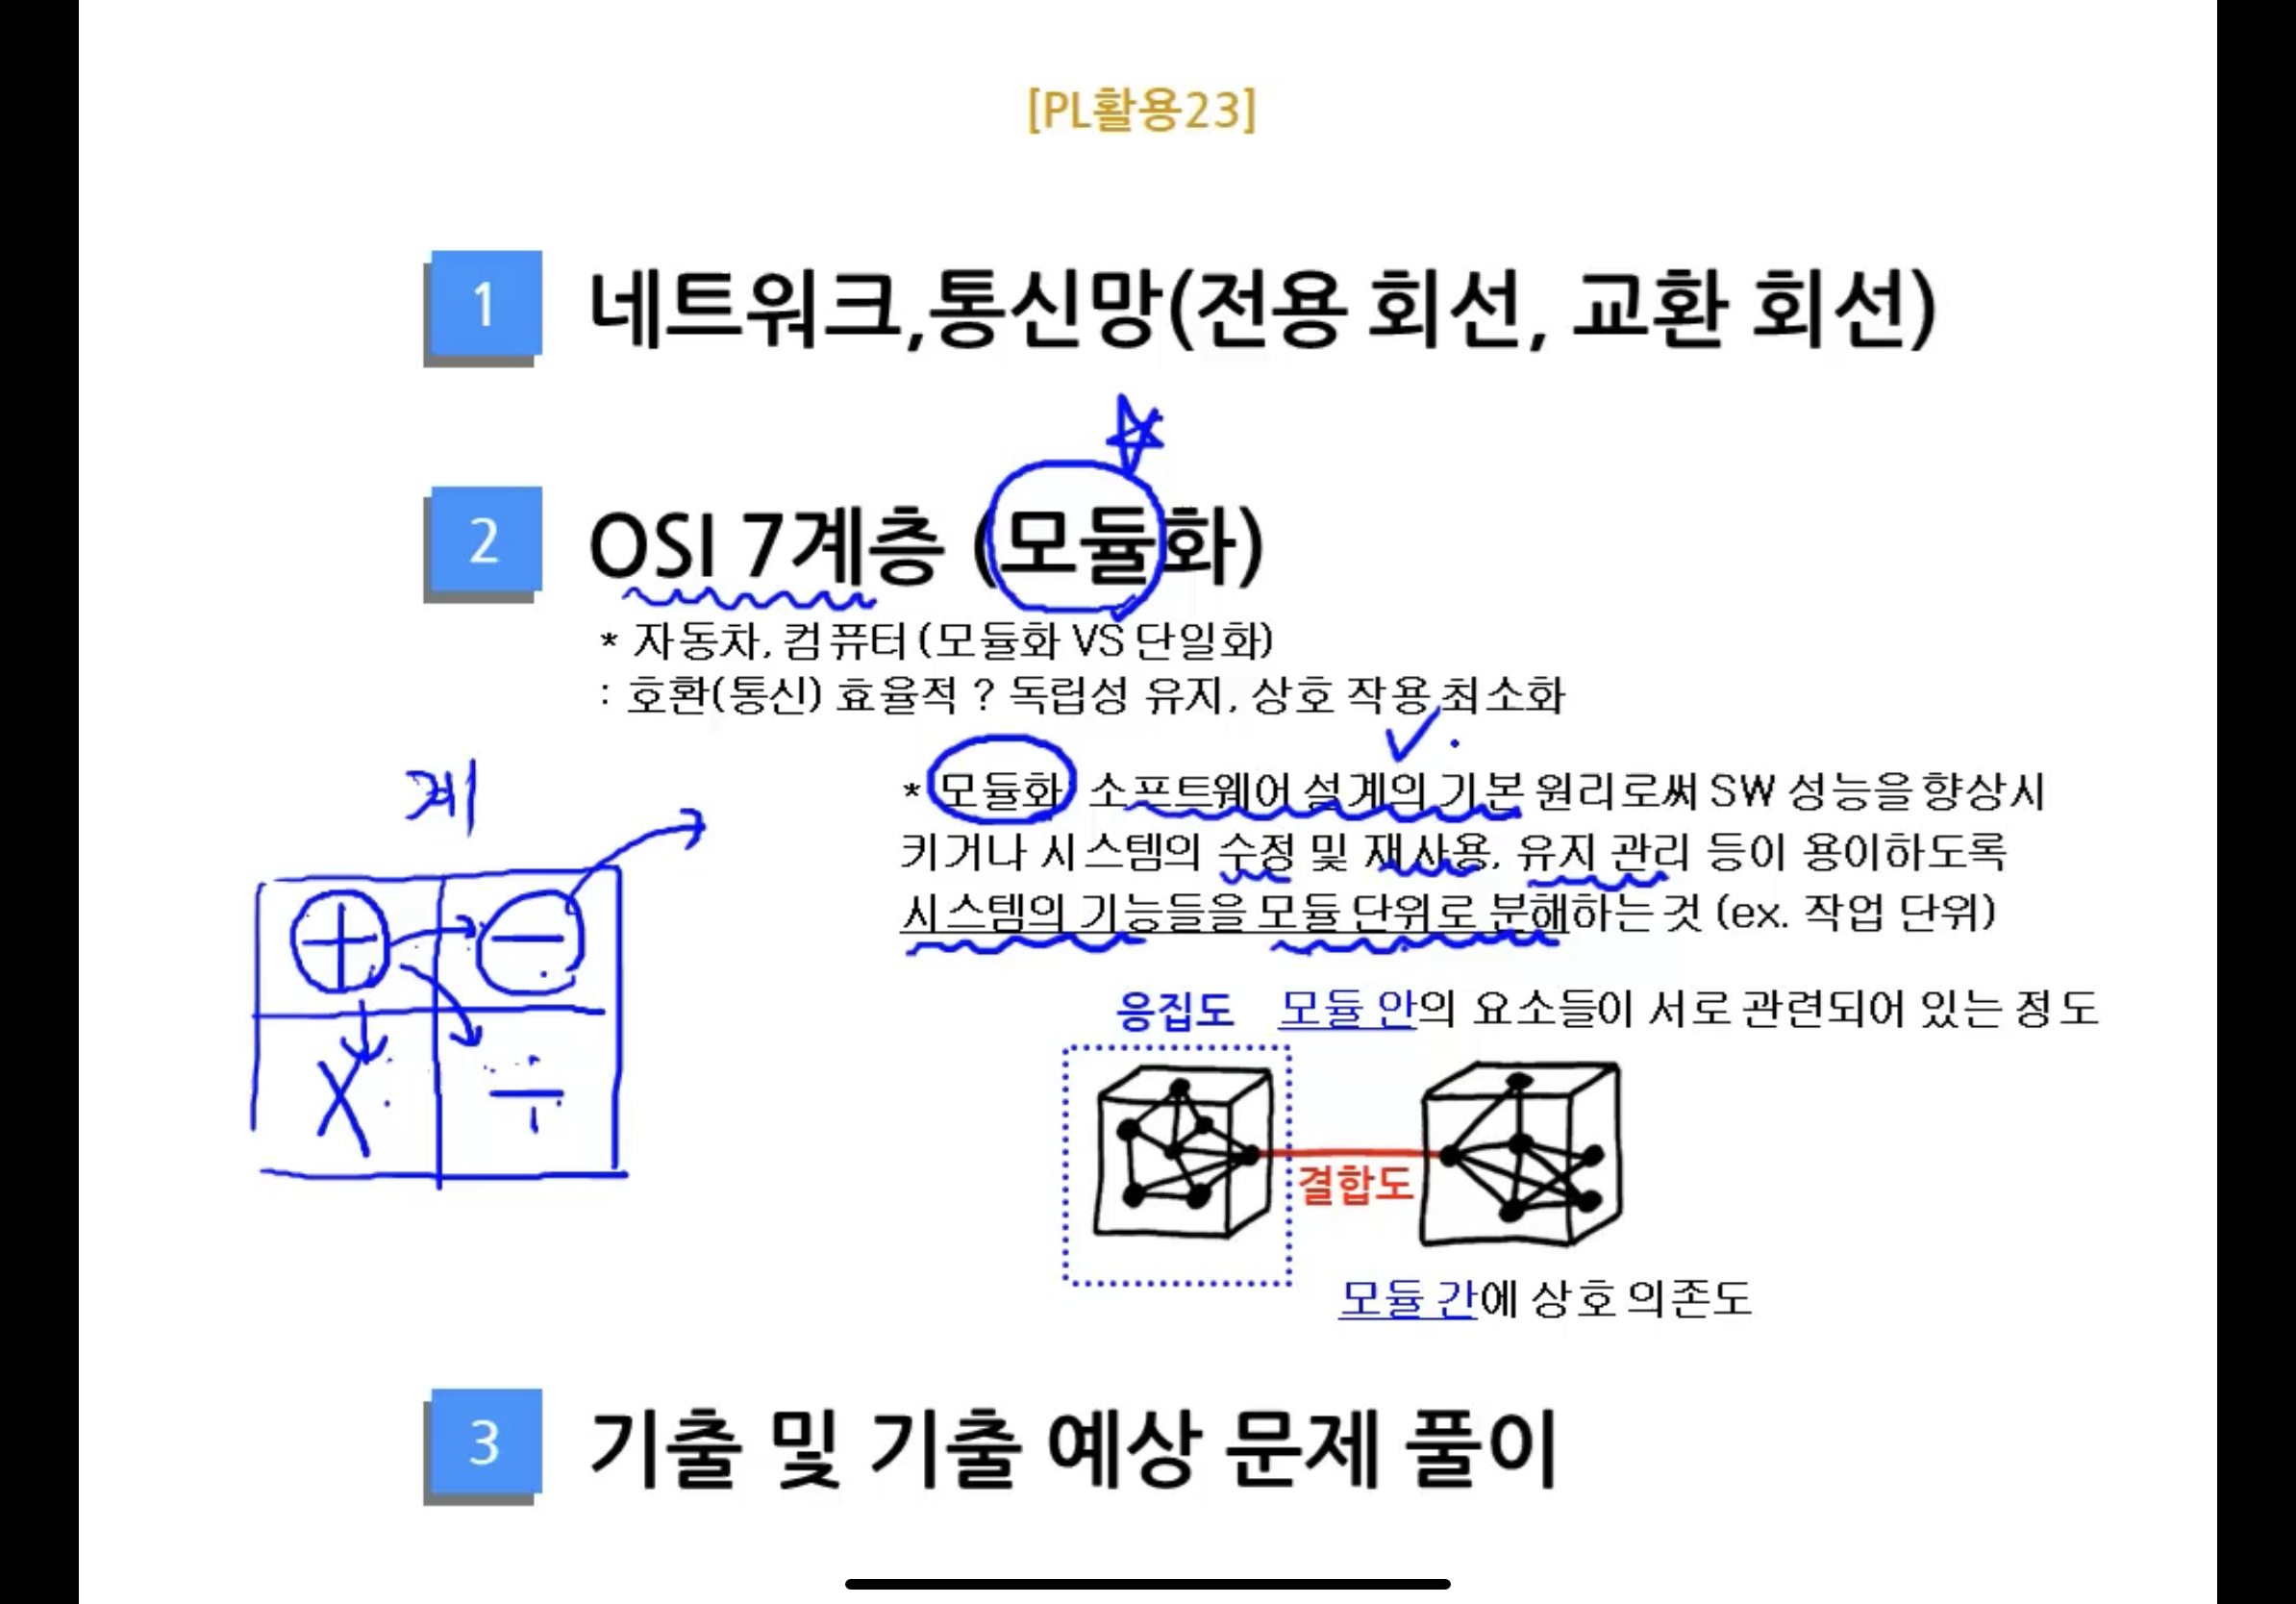 [PL활용23]
1 네트워크,통신망(전용 회선, 교환 회선)
2 OSI 7계층 (모듈화)
* 자동차, 컴퓨터(모듈화 VS 단일화)
: 호환(통신) 효율적 ? 독립성 유지, 상호 작용 최소화
계
+ −
X ÷
* 모듈화 소프트웨어 설계의 기본 원리로써 SW 성능을 향상시
키거나 시스템의 수정 및 재사용, 유지 관리 등이 용이하도록
시스템의 기능들을 모듈 단위로 분해하는 것 (ex. 작업 단위)
응집도 모듈 안의 요소들이 서로 관련되어 있는 정도
결합도
모듈 간에 상호 의존도
3 기출 및 기출 예상 문제 풀이